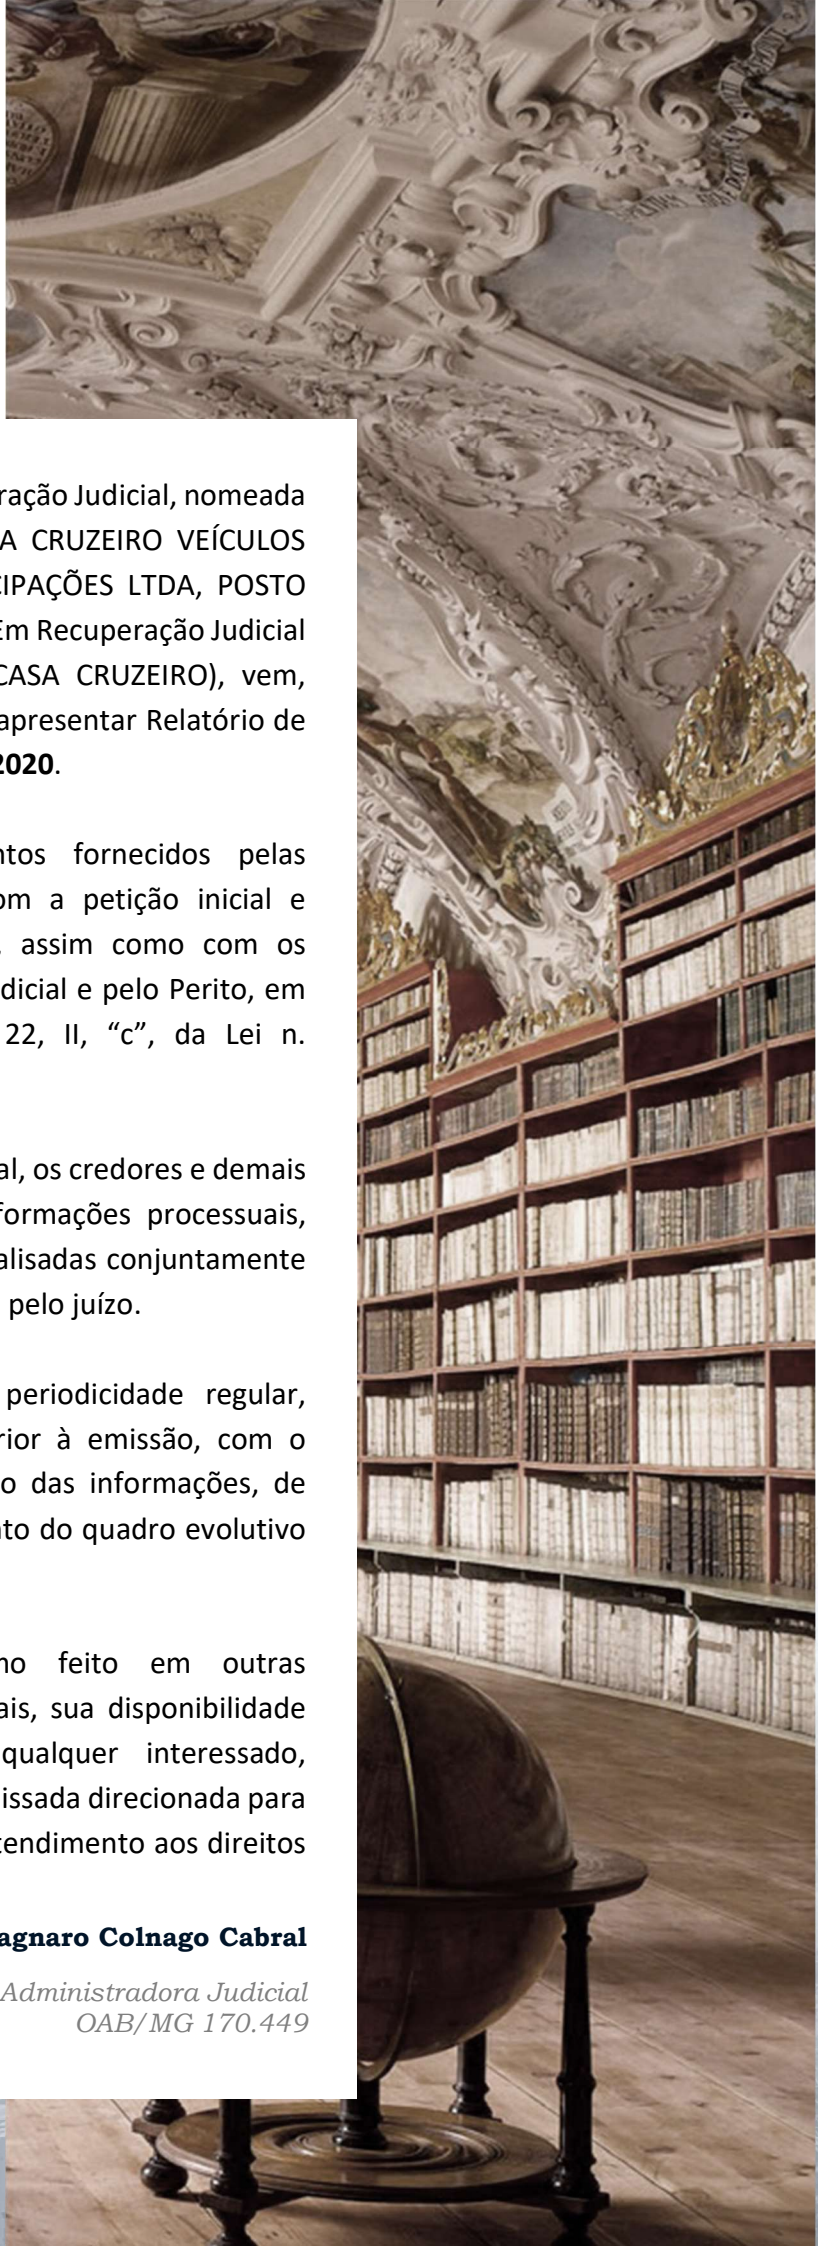 ração Judicial, nomeada
A CRUZEIRO VEÍCULOS
CIPAÇÕES LTDA, POSTO
Em Recuperação Judicial
CASA CRUZEIRO), vem,
apresentar Relatório de
2020.
ntos fornecidos pelas
om a petição inicial e
, assim como com os
dicial e pelo Perito, em
22, II, “c”, da Lei n.
al, os credores e demais
formações processuais,
alisadas conjuntamente
pelo juízo.
periodicidade regular,
rior à emissão, com o
o das informações, de
nto do quadro evolutivo
no feito em outras
ais, sua disponibilidade
qualquer interessado,
issada direcionada para
tendimento aos direitos
agnaro Colnago Cabral
Administradora Judicial
OAB/MG 170.449